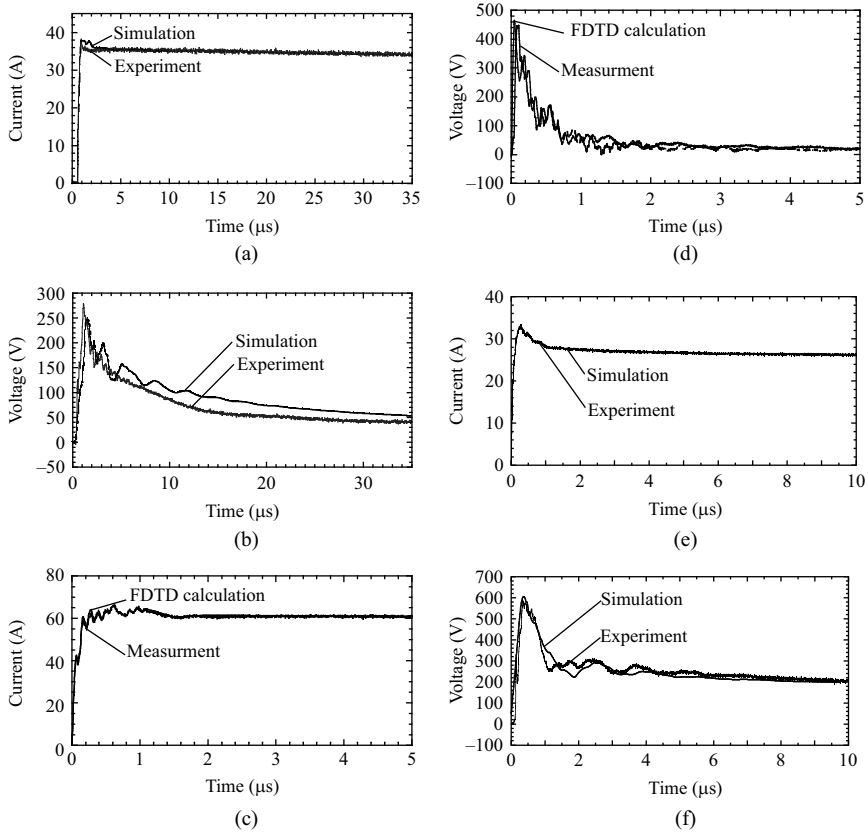 Current (A)
40
30
20
10
0
Simulation
Experiment
0 5 10 15 20 25 30 35
Time (μs)
(a)
Voltage (V)
500
400
300
200
100
0
–100
FDTD calculation
Measurment
0 1 2 3 4 5
Time (μs)
(d)
Voltage (V)
300
250
200
150
100
50
0
–50
Simulation
Experiment
0 10 20 30
Time (μs)
(b)
Current (A)
40
30
20
10
0
Simulation
Experiment
0 2 4 6 8 10
Time (μs)
(e)
Current (A)
80
60
40
20
0
FDTD calculation
Measurment
0 1 2 3 4 5
Time (μs)
(c)
Voltage (V)
700
600
500
400
300
200
100
0
–100
Simulation
Experiment
0 2 4 6 8 10
Time (μs)
(f)